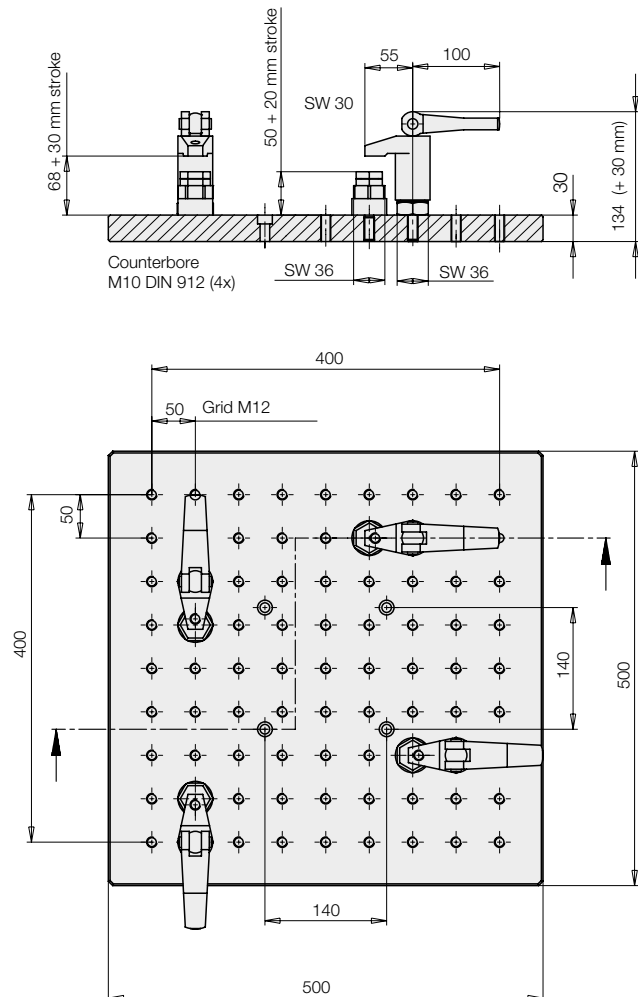 55
100
50 + 20 mm stroke
SW 30
68 + 30 mm stroke
30
134 (+ 30 mm)
Counterbore
M10 DIN 912 (4x)
SW 36
SW 36
400
50
Grid M12
50
400
140
500
140
500